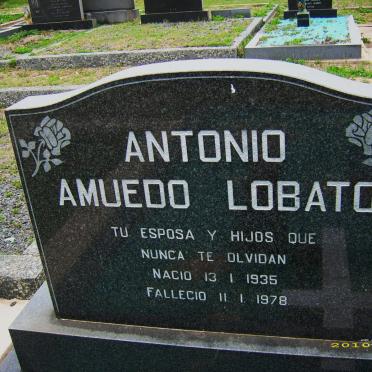 ANTONIO
AMUEDO LOBATO
TU ESPOSA Y HIJOS QUE
NUNCA TE OLVIDAN
NACIO 13 1 1935
FALLECIO 11 1 1978
2010